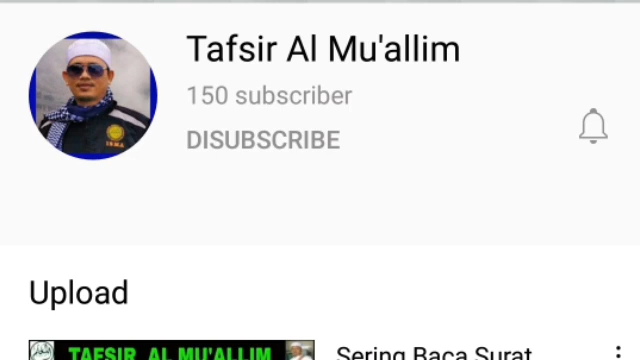 Tafsir Al Mu'allim
150 subscriber
DISUBSCRIBE
Upload
TAFSIR AL MU'ALLIM
Sering Baca Surat